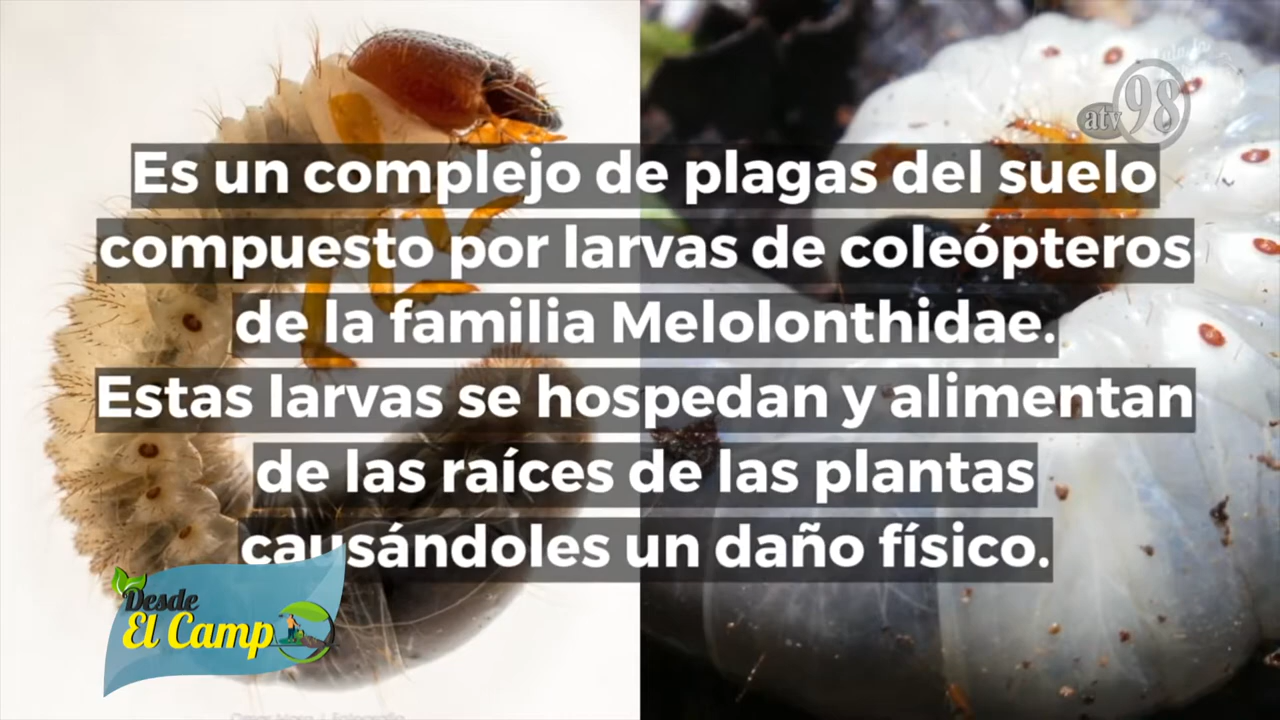 Es un complejo de plagas del suelo
compuesto por larvas de coleópteros
de la familia Melolonthidae.
Estas larvas se hospedan y alimentan
de las raíces de las plantas
causándoles un daño físico.
atv 98
Desde
El Campo